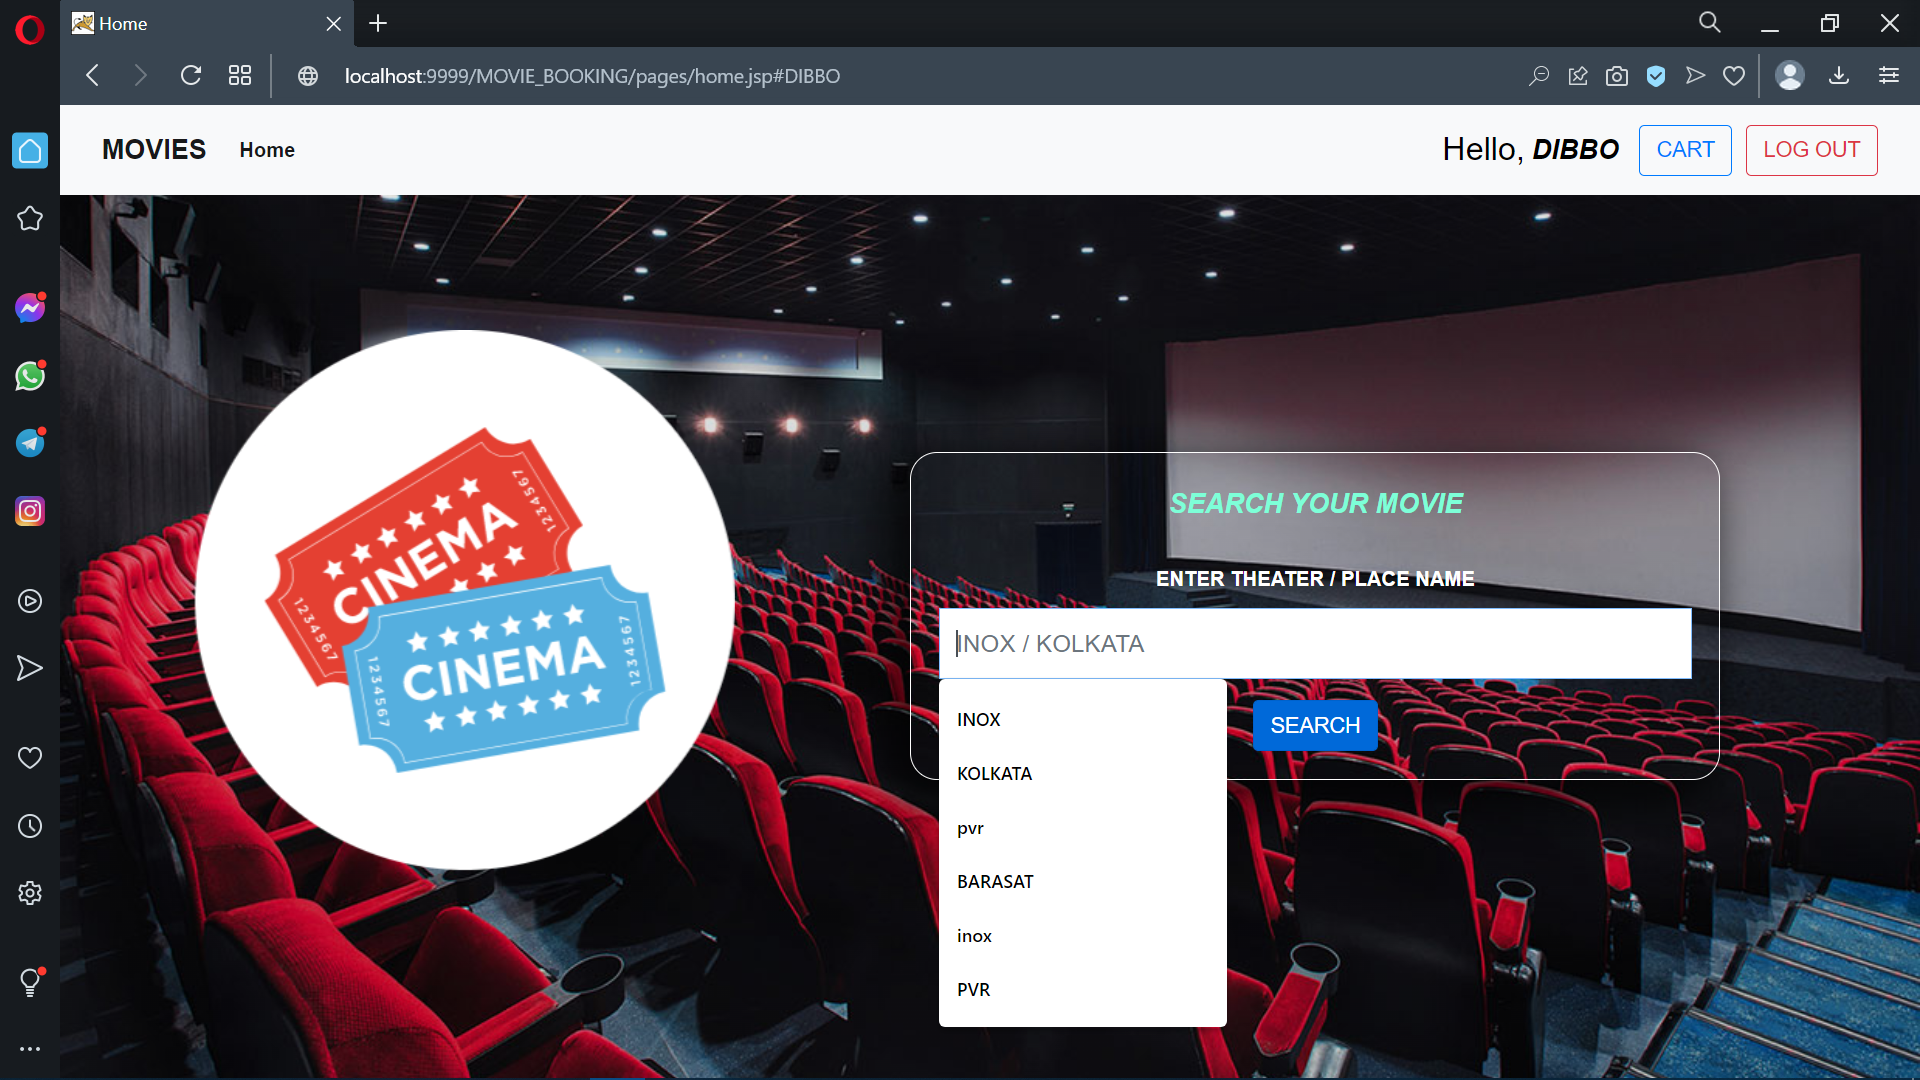 Home
localhost:9999/MOVIE_BOOKING/pages/home.jsp#DIBBO
MOVIES Home Hello, DIBBO CART LOG OUT
CINEMA
1234567
1234567
CINEMA
1234567
1234567
SEARCH YOUR MOVIE
ENTER THEATER / PLACE NAME
INOX / KOLKATA
SEARCH
INOX
KOLKATA
pvr
BARASAT
inox
PVR